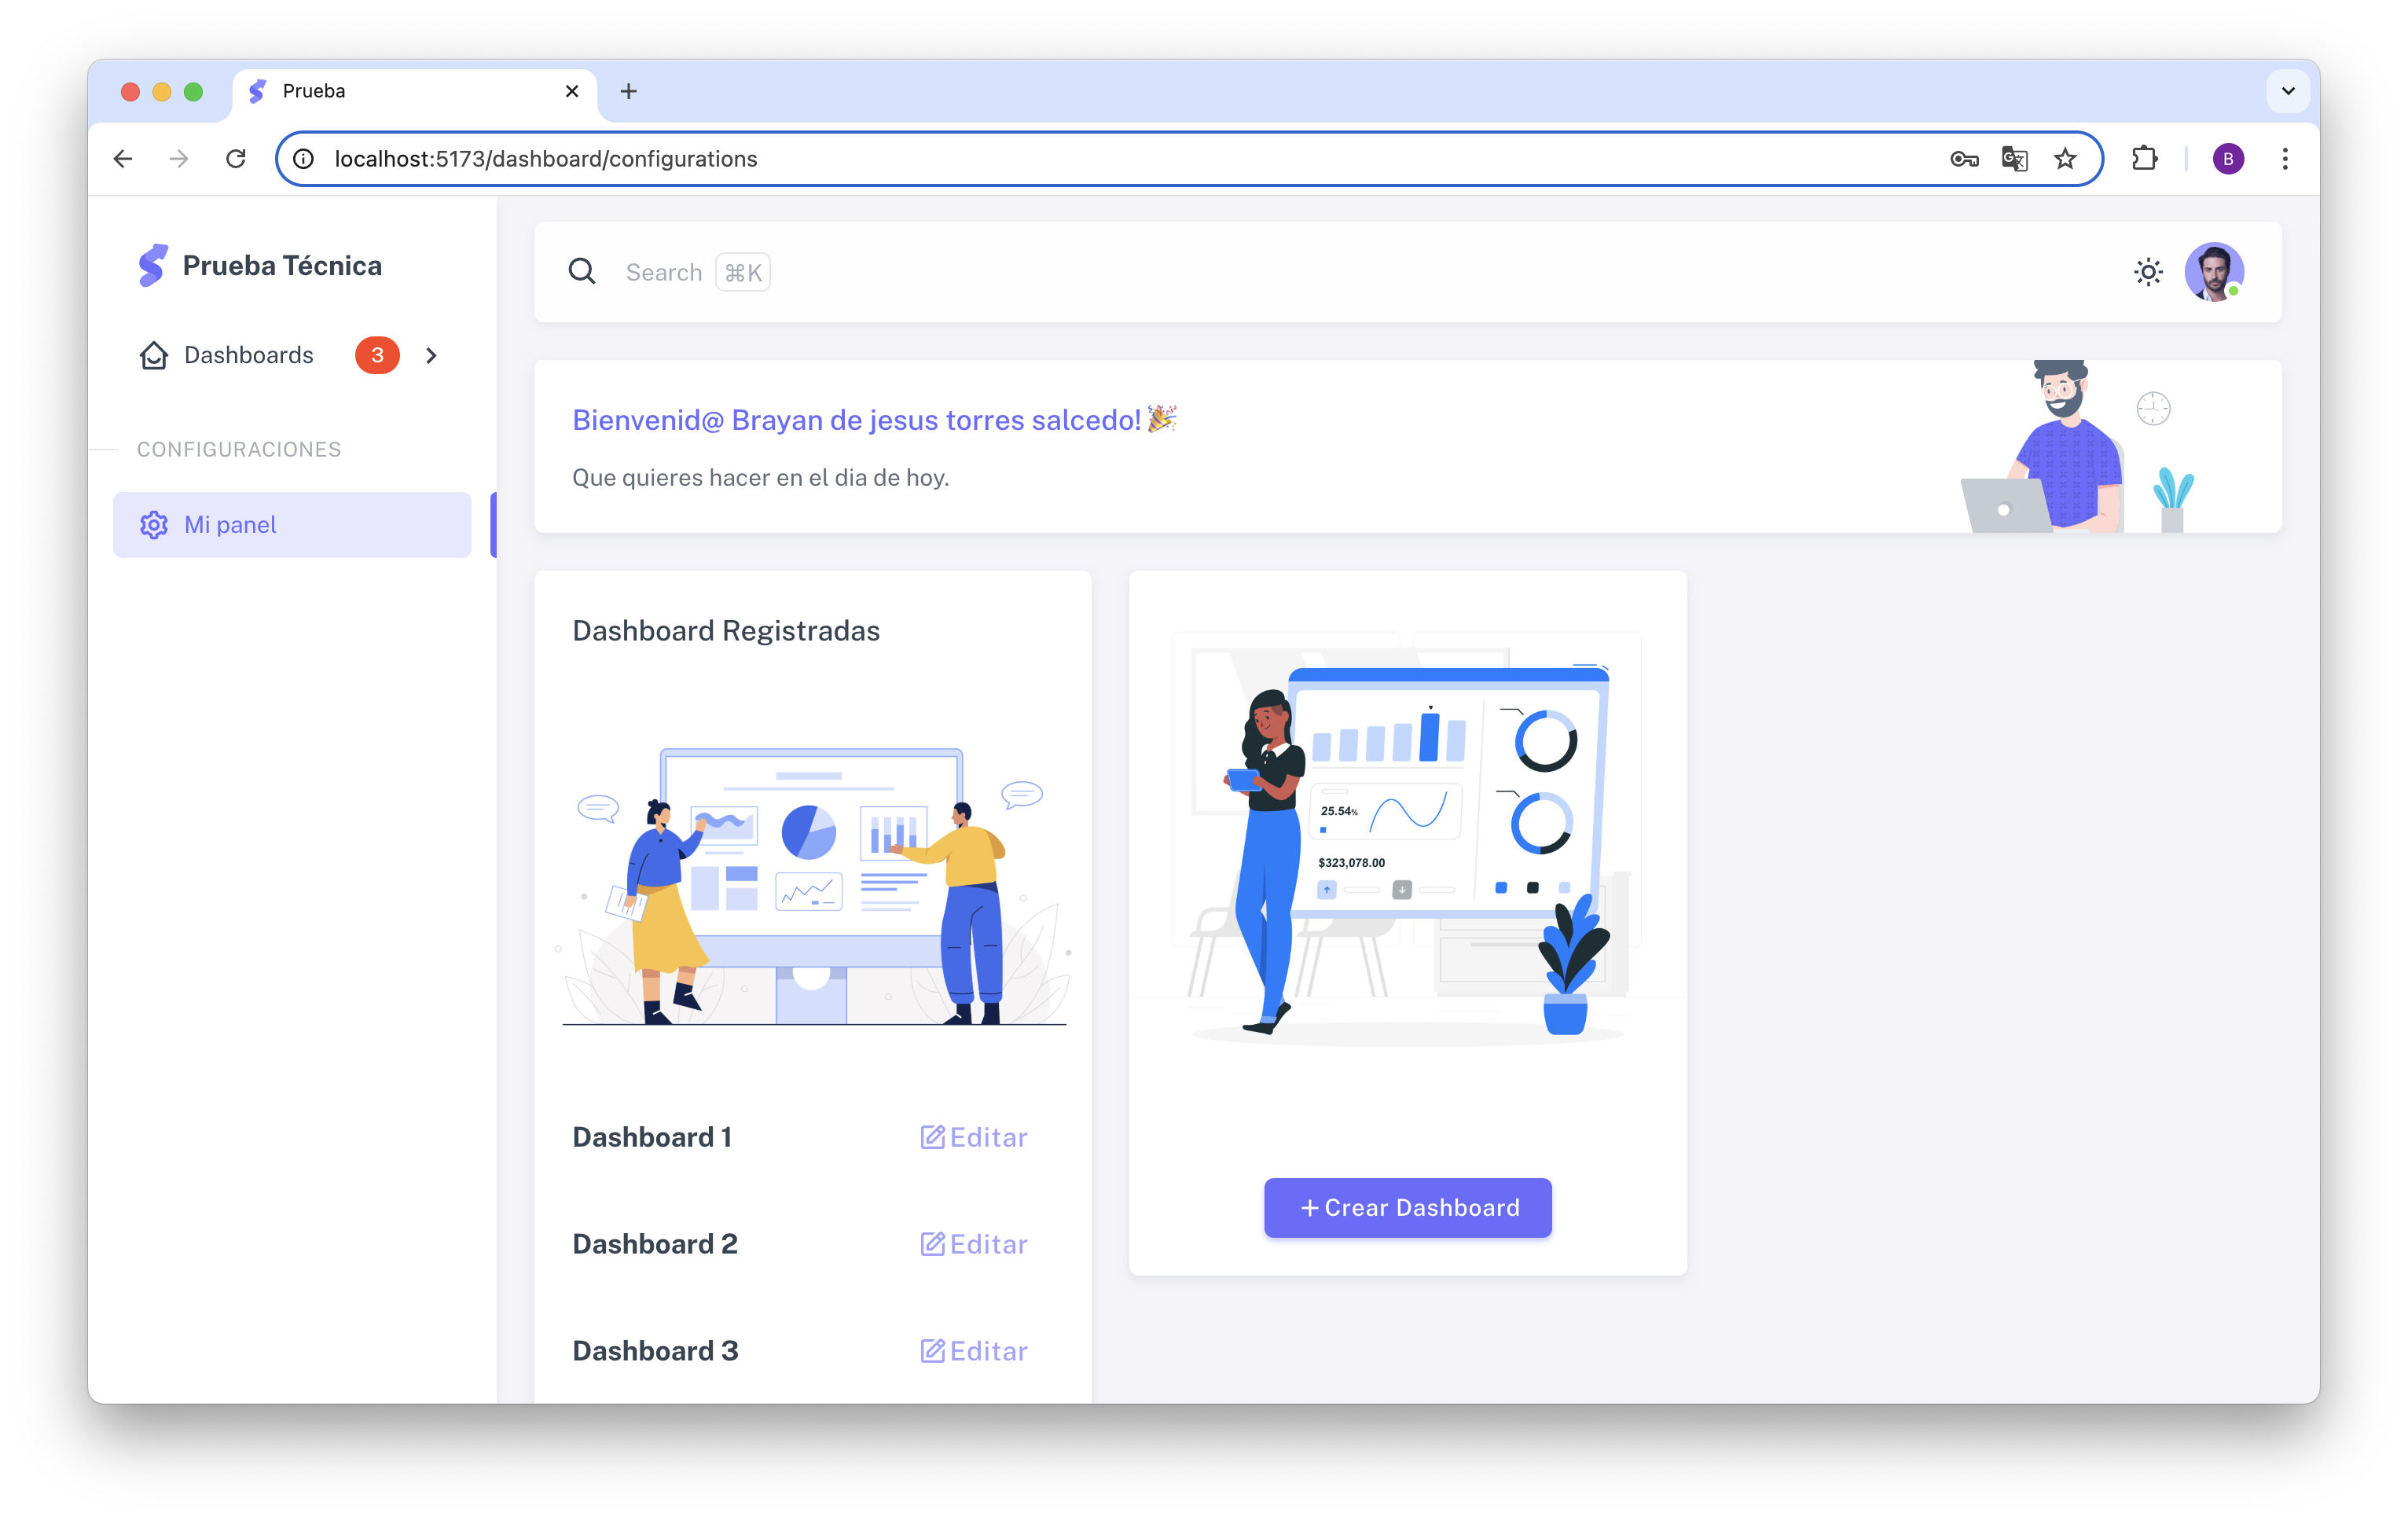 Prueba
localhost:5173/dashboard/configurations
B
Prueba Técnica
Search ⌘K
Dashboards 3
CONFIGURACIONES
Mi panel
Bienvenid@ Brayan de jesus torres salcedo! 🎉
Que quieres hacer en el dia de hoy.
Dashboard Registradas
25.54%
$323,078.00
Dashboard 1 Editar
Dashboard 2 Editar
Dashboard 3 Editar
+ Crear Dashboard